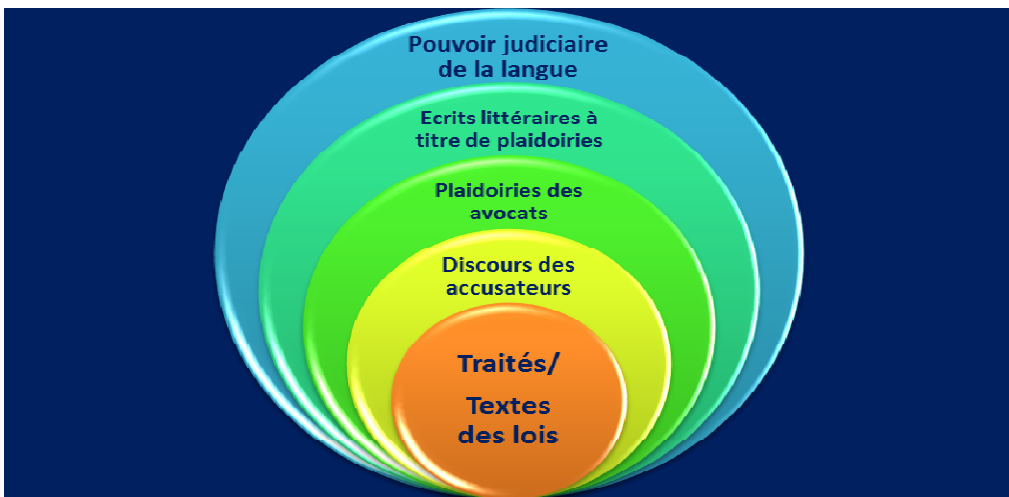 Pouvoir judiciaire
de la langue
Ecrits littéraires à
titre de plaidoiries
Plaidoiries des
avocats
Discours des
accusateurs
Traités/
Textes
des lois